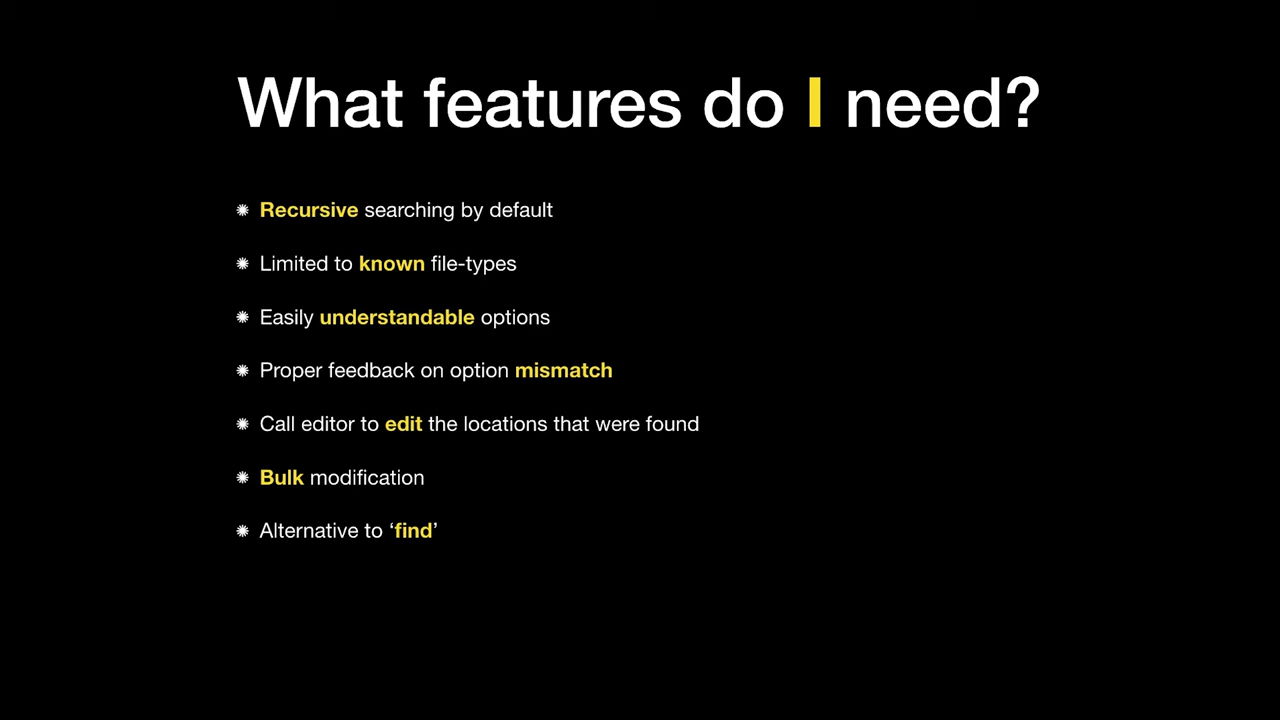 What features do I need?
✺ Recursive searching by default
✺ Limited to known file-types
✺ Easily understandable options
✺ Proper feedback on option mismatch
✺ Call editor to edit the locations that were found
✺ Bulk modification
✺ Alternative to ‘find’